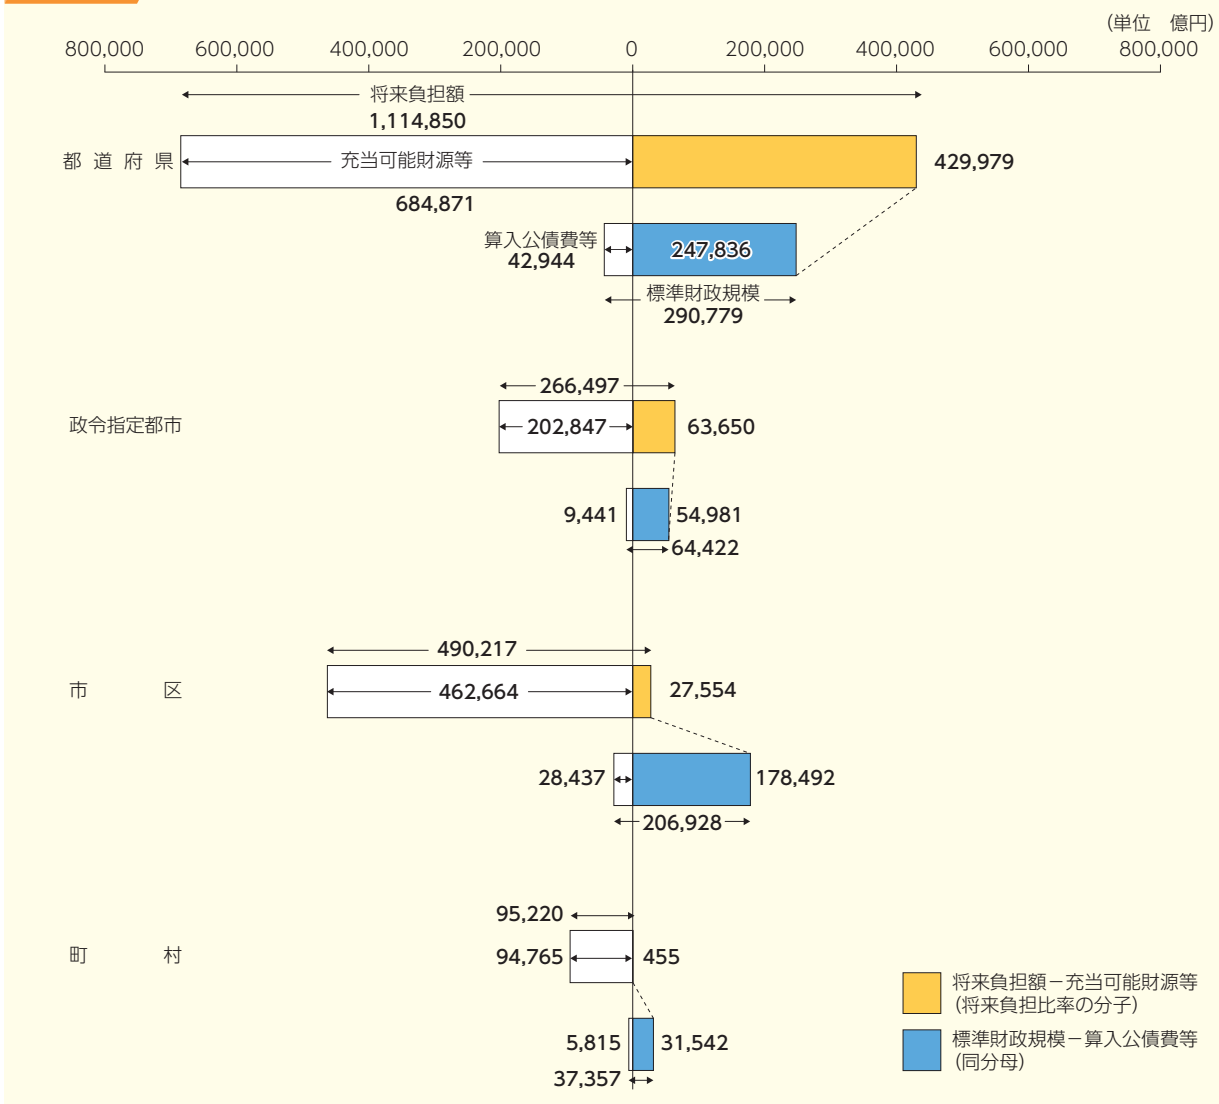 (単位　億円)
800,000 600,000 400,000 200,000 0 200,000 400,000 600,000 800,000
将来負担額
1,114,850
都道府県
充当可能財源等
429,979
684,871
算入公債費等
42,944
247,836
標準財政規模
290,779
266,497
政令指定都市
202,847
63,650
9,441
54,981
64,422
490,217
市　　区
462,664
27,554
28,437
178,492
206,928
95,220
町　　村
94,765
455
5,815
31,542
37,357
将来負担額－充当可能財源等
(将来負担比率の分子)
標準財政規模－算入公債費等
(同分母)